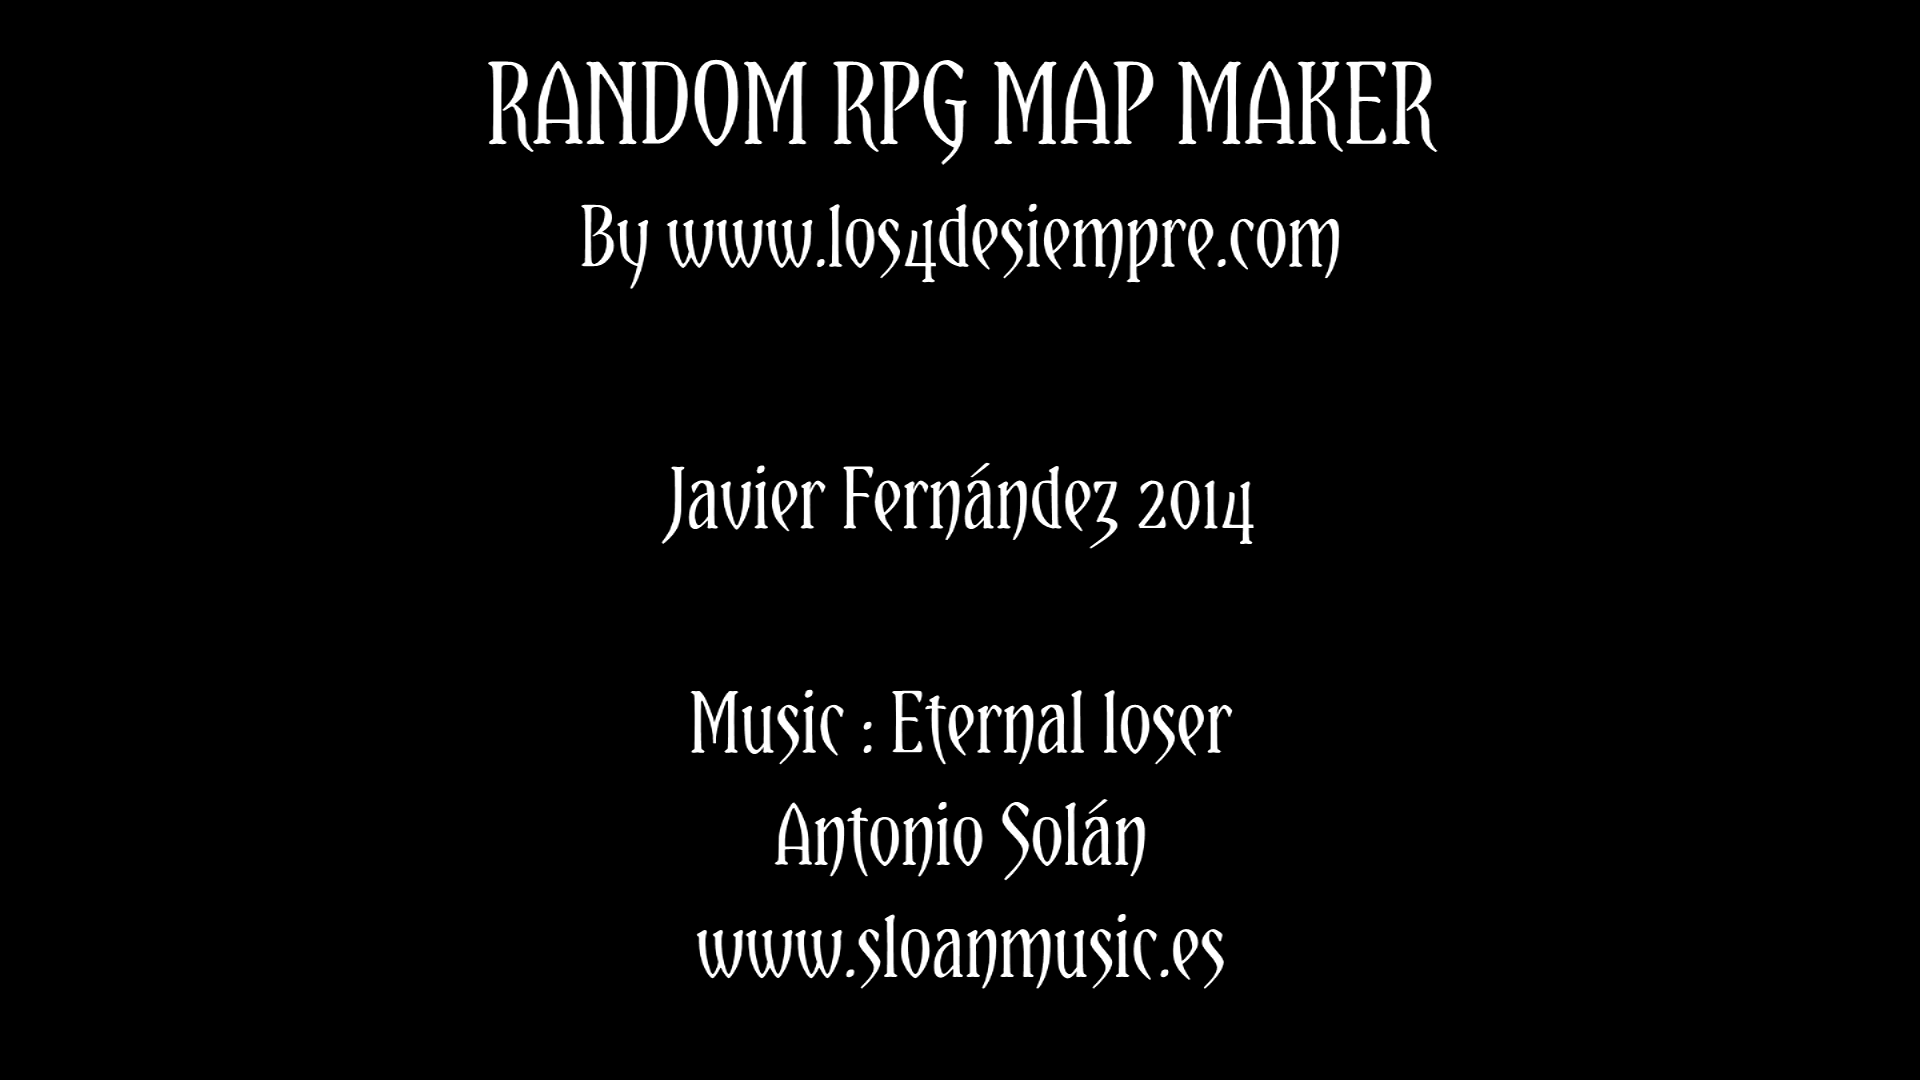 RANDOM RPG MAP MAKER
By www.los4desiempre.com
Javier Fernández 2014
Music : Eternal loser
Antonio Solán
www.sloanmusic.es